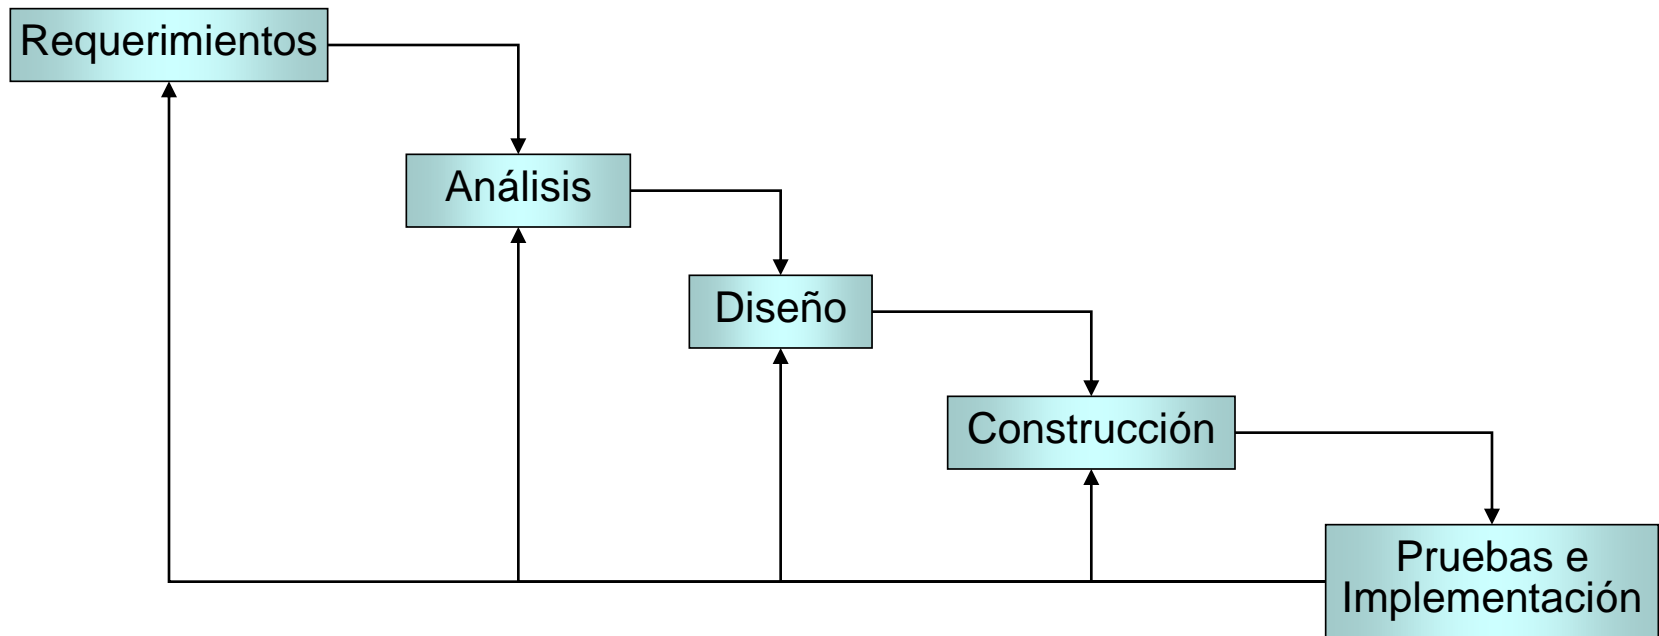 Requerimientos
Análisis
Diseño
Construcción
Pruebas e
Implementación